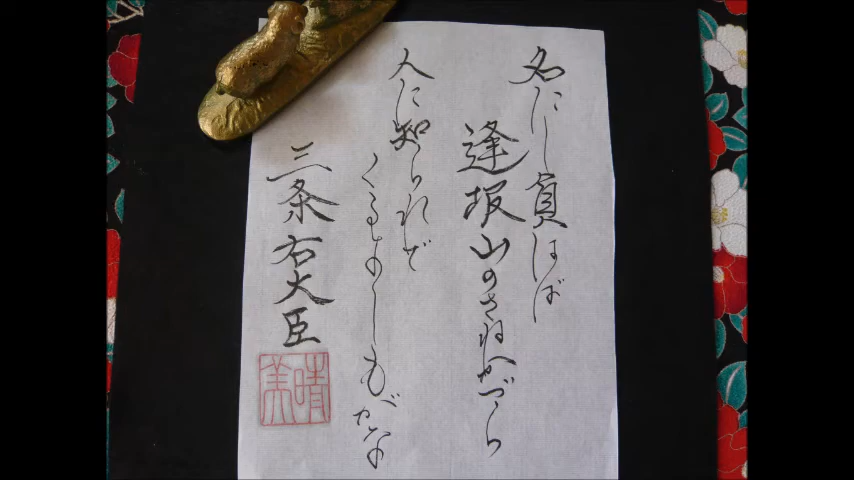 名にし負はば
逢坂山のさねかづら
人に知られで
くるよしもがな
三条右大臣
晴美